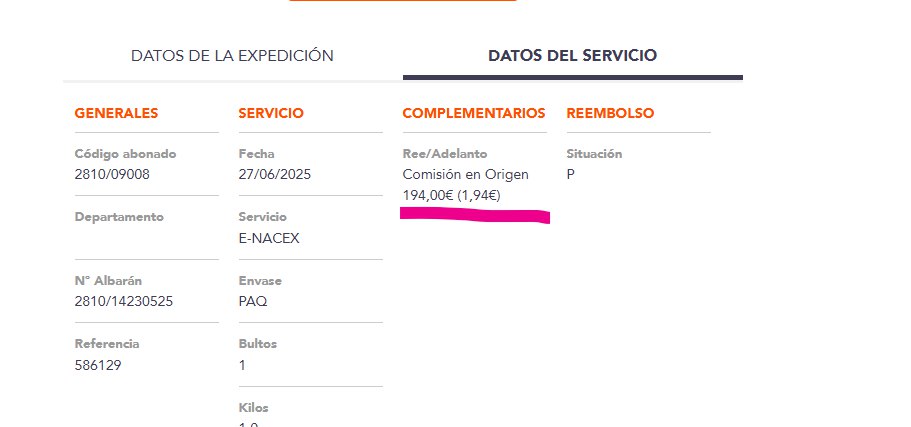 DATOS DE LA EXPEDICIÓN
DATOS DEL SERVICIO
GENERALES
Código abonado
2810/09008
Departamento
Nº Albarán
2810/14230525
Referencia
586129
SERVICIO
Fecha
27/06/2025
Servicio
E-NACEX
Envase
PAQ
Bultos
1
Kilos
COMPLEMENTARIOS
Ree/Adelanto
Comisión en Origen
194,00€ (1,94€)
REEMBOLSO
Situación
P